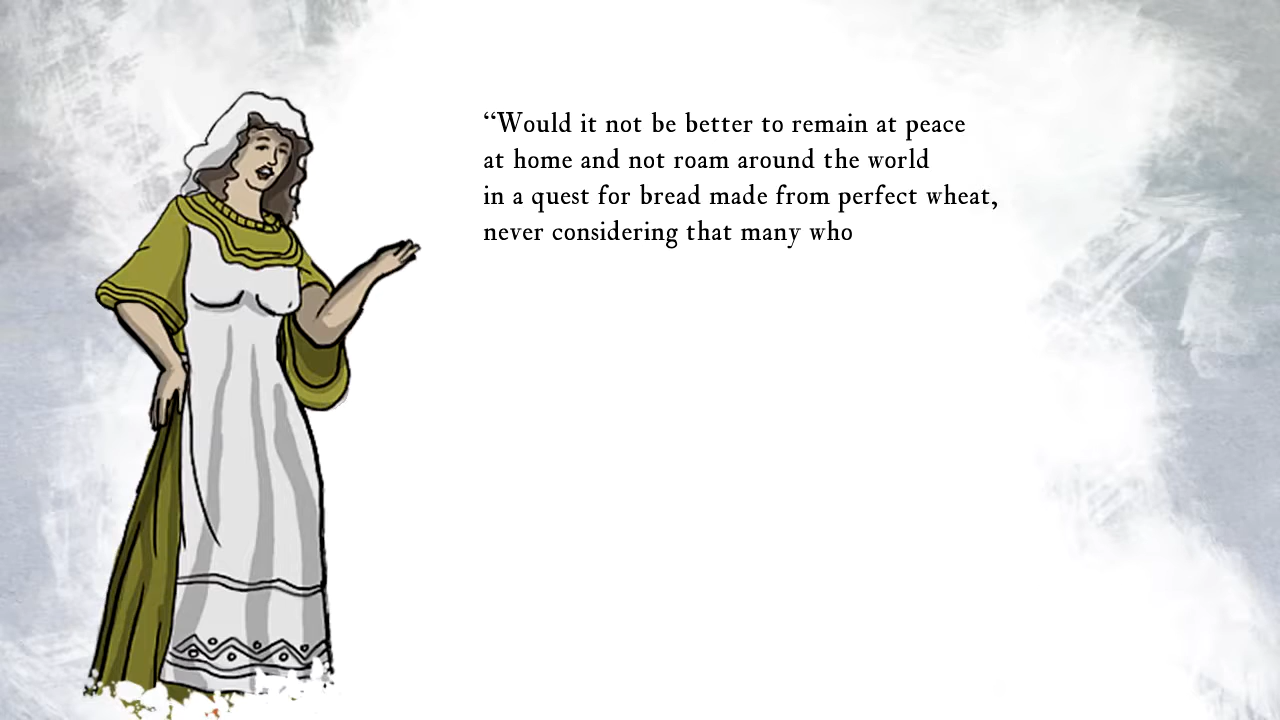 “Would it not be better to remain at peace
at home and not roam around the world
in a quest for bread made from perfect wheat,
never considering that many who